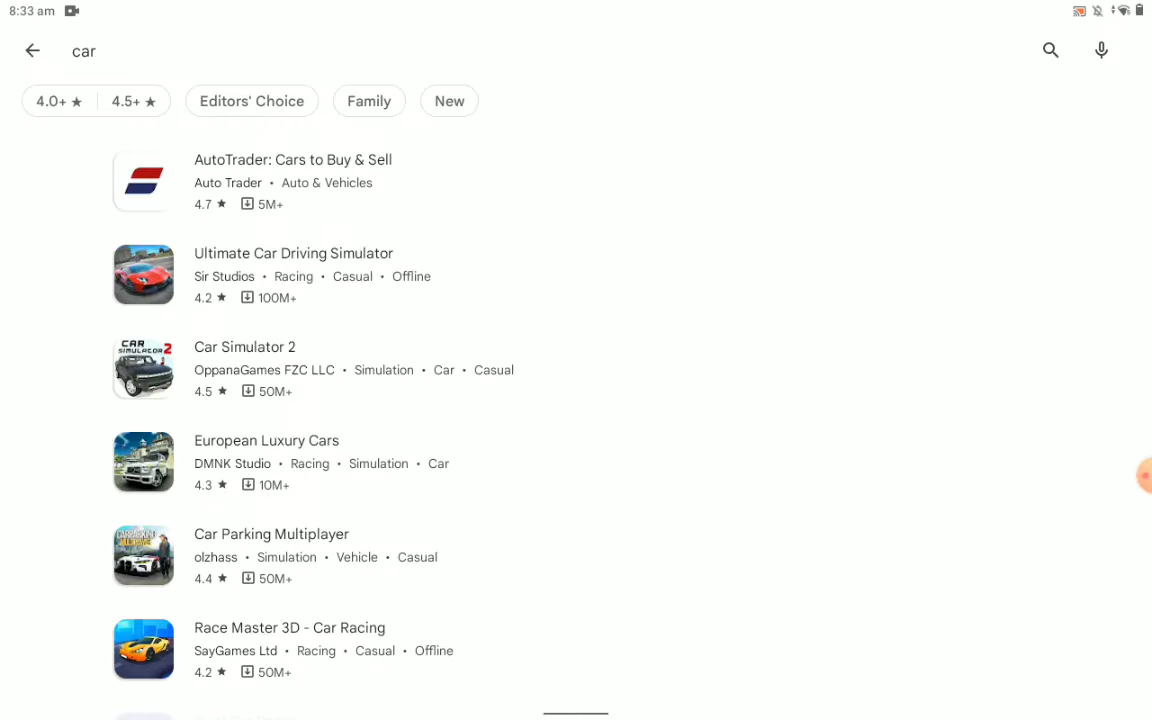 8:33 am
car
4.0+ ★ 4.5+ ★ Editors' Choice Family New
AutoTrader: Cars to Buy & Sell
Auto Trader • Auto & Vehicles
4.7 ★ 5M+
Ultimate Car Driving Simulator
Sir Studios • Racing • Casual • Offline
4.2 ★ 100M+
CAR SIMULATOR 2
Car Simulator 2
OppanaGames FZC LLC • Simulation • Car • Casual
4.5 ★ 50M+
European Luxury Cars
DMNK Studio • Racing • Simulation • Car
4.3 ★ 10M+
Car Parking Multiplayer
olzhass • Simulation • Vehicle • Casual
4.4 ★ 50M+
Race Master 3D - Car Racing
SayGames Ltd • Racing • Casual • Offline
4.2 ★ 50M+